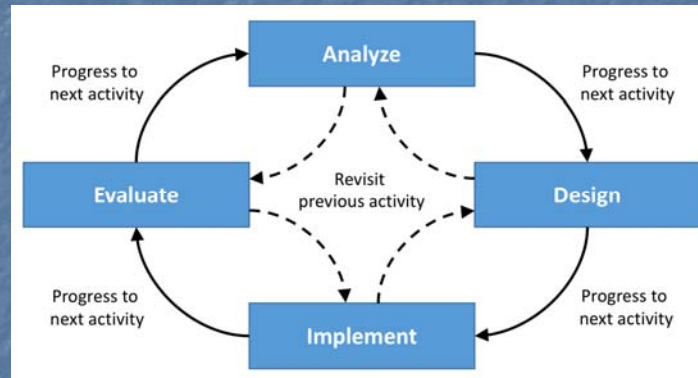 Analyze
Progress to
next activity
Progress to
next activity
Evaluate
Revisit
previous activity
Design
Progress to
next activity
Progress to
next activity
Implement